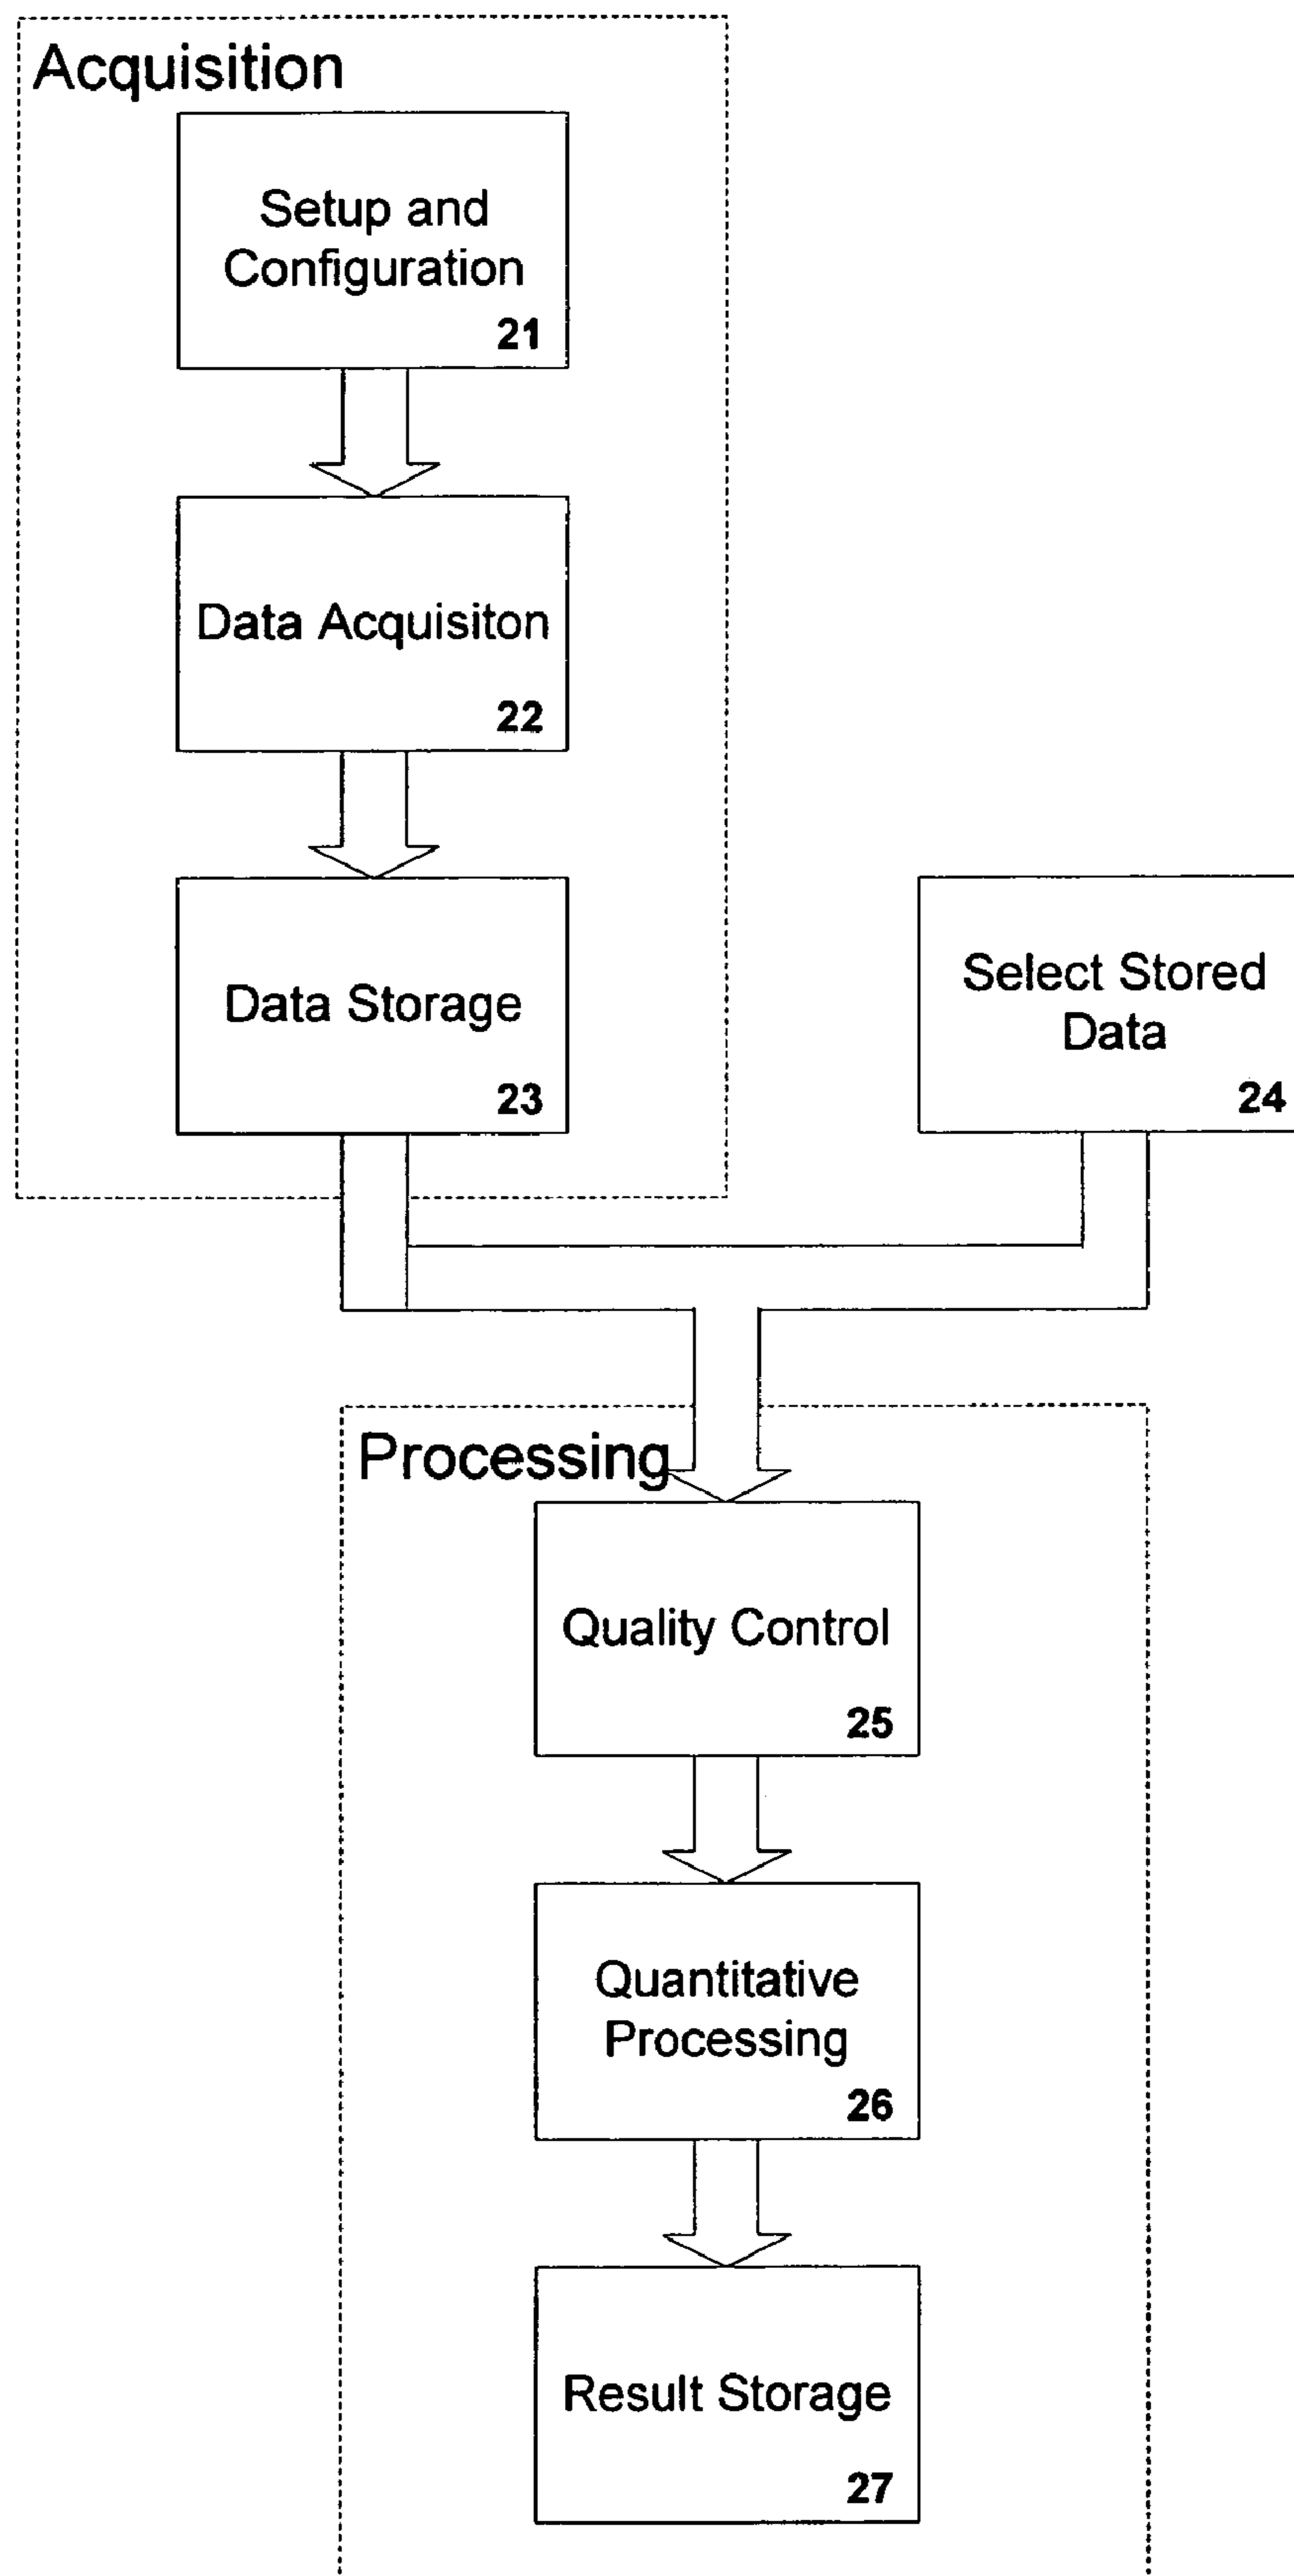 Acquisition
Setup and
Configuration
21
Data Acquisiton
22
Data Storage
23
Select Stored
Data
24
Processing
Quality Control
25
Quantitative
Processing
26
Result Storage
27